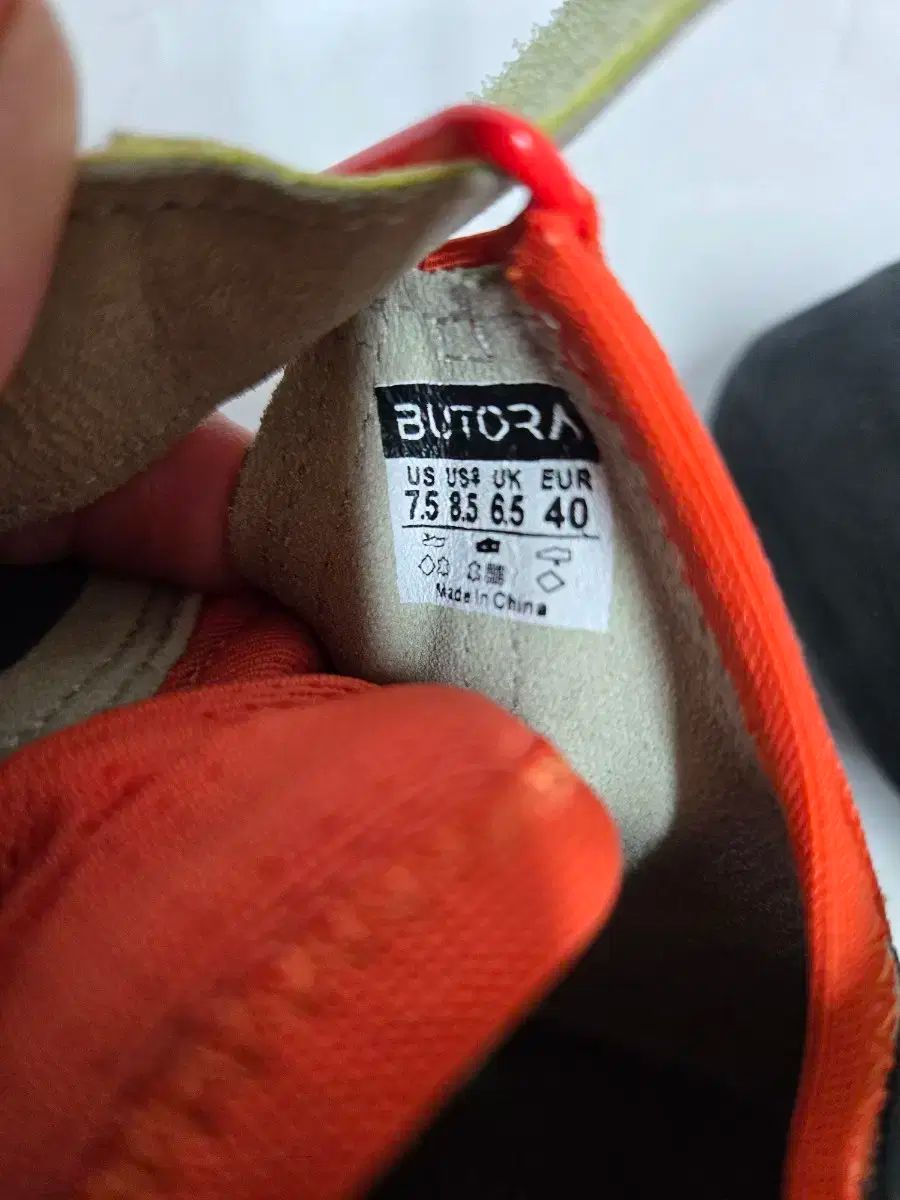 BUTORA
US US♀ UK EUR
7.5 8.5 6.5 40
Made in China